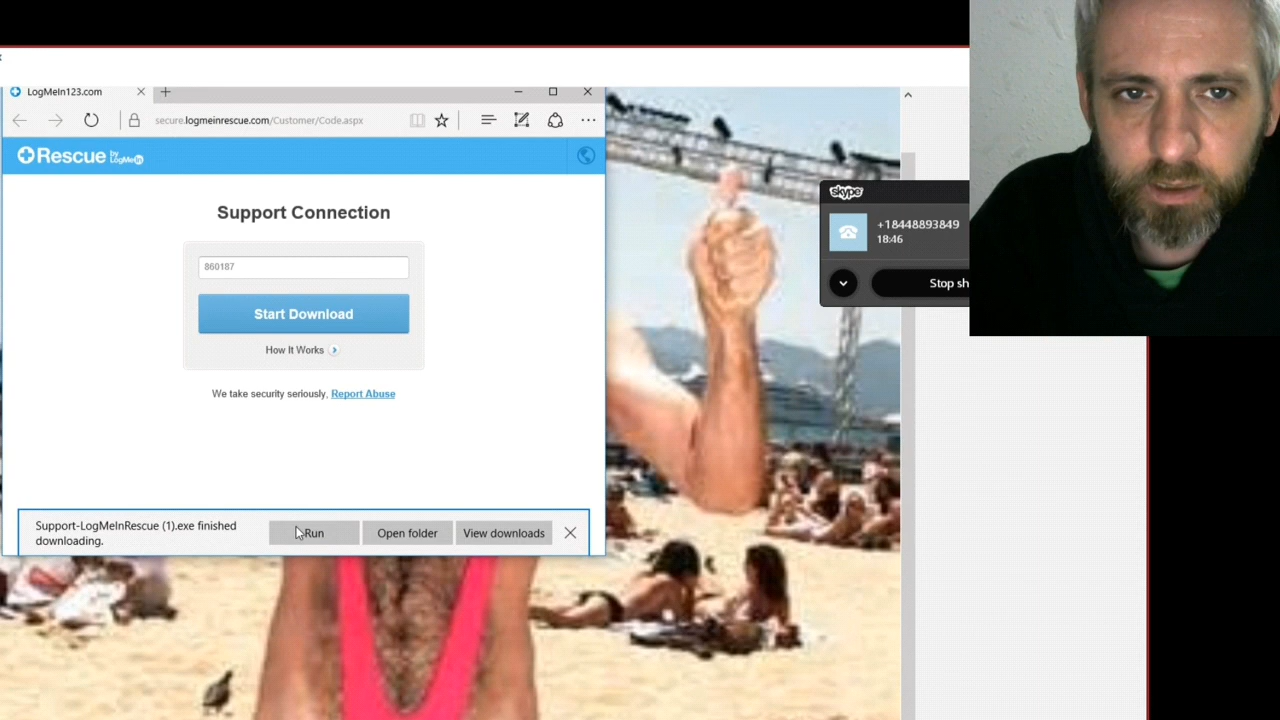 LogMeIn123.com
secure.logmeinrescue.com/Customer/Code.aspx
Rescue by LogMeIn
skype
+18448893849
18:46
Stop sh
Support Connection
860187
Start Download
How It Works
We take security seriously, Report Abuse
Support-LogMeInRescue (1).exe finished
downloading.
Run
Open folder
View downloads